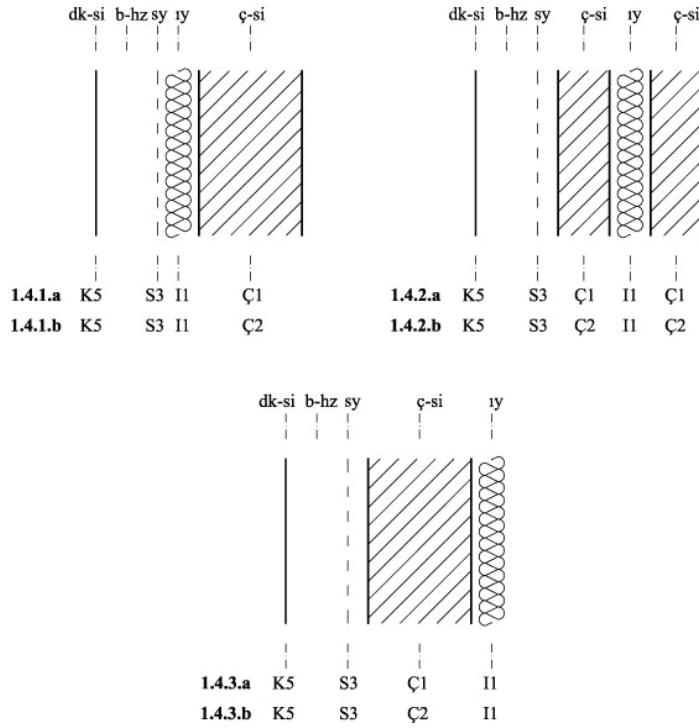 dk-si b-hz sy ıy ç-si
1.4.1.a K5 S3 I1 Ç1
1.4.1.b K5 S3 I1 Ç2
dk-si b-hz sy ç-si ıy ç-si
1.4.2.a K5 S3 Ç1 I1 Ç1
1.4.2.b K5 S3 Ç2 I1 Ç2
dk-si b-hz sy ç-si ıy
1.4.3.a K5 S3 Ç1 I1
1.4.3.b K5 S3 Ç2 I1